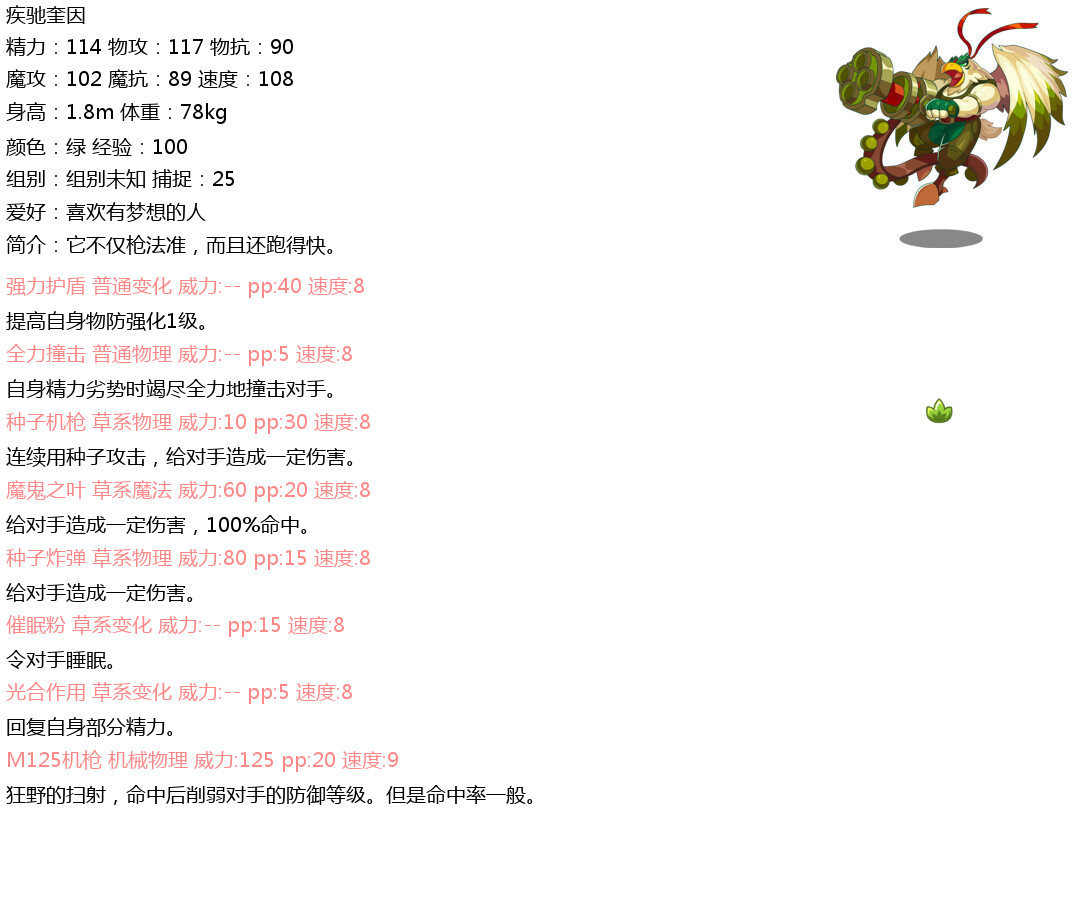 疾驰奎因
精力：114 物攻：117 物抗：90
魔攻：102 魔抗：89 速度：108
身高：1.8m 体重：78kg
颜色：绿 经验：100
组别：组别未知 捕捉：25
爱好：喜欢有梦想的人
简介：它不仅枪法准，而且还跑得快。
强力护盾 普通变化 威力:-- pp:40 速度:8
提高自身物防强化1级。
全力撞击 普通物理 威力:-- pp:5 速度:8
自身精力劣势时竭尽全力地撞击对手。
种子机枪 草系物理 威力:10 pp:30 速度:8
连续用种子攻击，给对手造成一定伤害。
魔鬼之叶 草系魔法 威力:60 pp:20 速度:8
给对手造成一定伤害，100%命中。
种子炸弹 草系物理 威力:80 pp:15 速度:8
给对手造成一定伤害。
催眠粉 草系变化 威力:-- pp:15 速度:8
令对手睡眠。
光合作用 草系变化 威力:-- pp:5 速度:8
回复自身部分精力。
M125机枪 机械物理 威力:125 pp:20 速度:9
狂野的扫射，命中后削弱对手的防御等级。但是命中率一般。